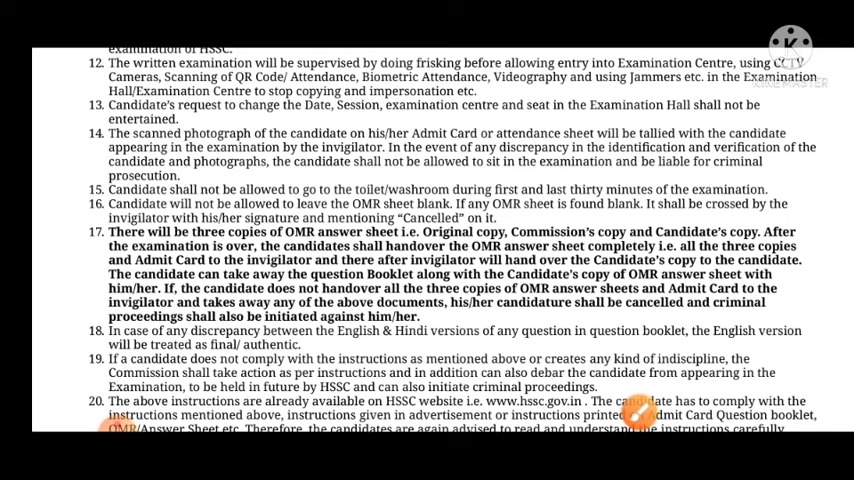 examination of HSSC.
12. The written examination will be supervised by doing frisking before allowing entry into Examination Centre, using CCTV
Cameras, Scanning of QR Code/ Attendance, Biometric Attendance, Videography and using Jammers etc. in the Examination
Hall/Examination Centre to stop copying and impersonation etc.
13. Candidate's request to change the Date, Session, examination centre and seat in the Examination Hall shall not be
entertained.
14. The scanned photograph of the candidate on his/her Admit Card or attendance sheet will be tallied with the candidate
appearing in the examination by the invigilator. In the event of any discrepancy in the identification and verification of the
candidate and photographs, the candidate shall not be allowed to sit in the examination and be liable for criminal
prosecution.
15. Candidate shall not be allowed to go to the toilet/washroom during first and last thirty minutes of the examination.
16. Candidate will not be allowed to leave the OMR sheet blank. If any OMR sheet is found blank. It shall be crossed by the
invigilator with his/her signature and mentioning “Cancelled” on it.
17. There will be three copies of OMR answer sheet i.e. Original copy, Commission's copy and Candidate's copy. After
the examination is over, the candidates shall handover the OMR answer sheet completely i.e. all the three copies
and Admit Card to the invigilator and there after invigilator will hand over the Candidate's copy to the candidate.
The candidate can take away the question Booklet along with the Candidate's copy of OMR answer sheet with
him/her. If, the candidate does not handover all the three copies of OMR answer sheets and Admit Card to the
invigilator and takes away any of the above documents, his/her candidature shall be cancelled and criminal
proceedings shall also be initiated against him/her.
18. In case of any discrepancy between the English & Hindi versions of any question in question booklet, the English version
will be treated as final/ authentic.
19. If a candidate does not comply with the instructions as mentioned above or creates any kind of indiscipline, the
Commission shall take action as per instructions and in addition can also debar the candidate from appearing in the
Examination, to be held in future by HSSC and can also initiate criminal proceedings.
20. The above instructions are already available on HSSC website i.e. www.hssc.gov.in . The candidate has to comply with the
instructions mentioned above, instructions given in advertisement or instructions printed Admit Card Question booklet,
OMR/Answer Sheet etc. Therefore, the candidates are again advised to read and understand the instructions carefully
KINEMASTER